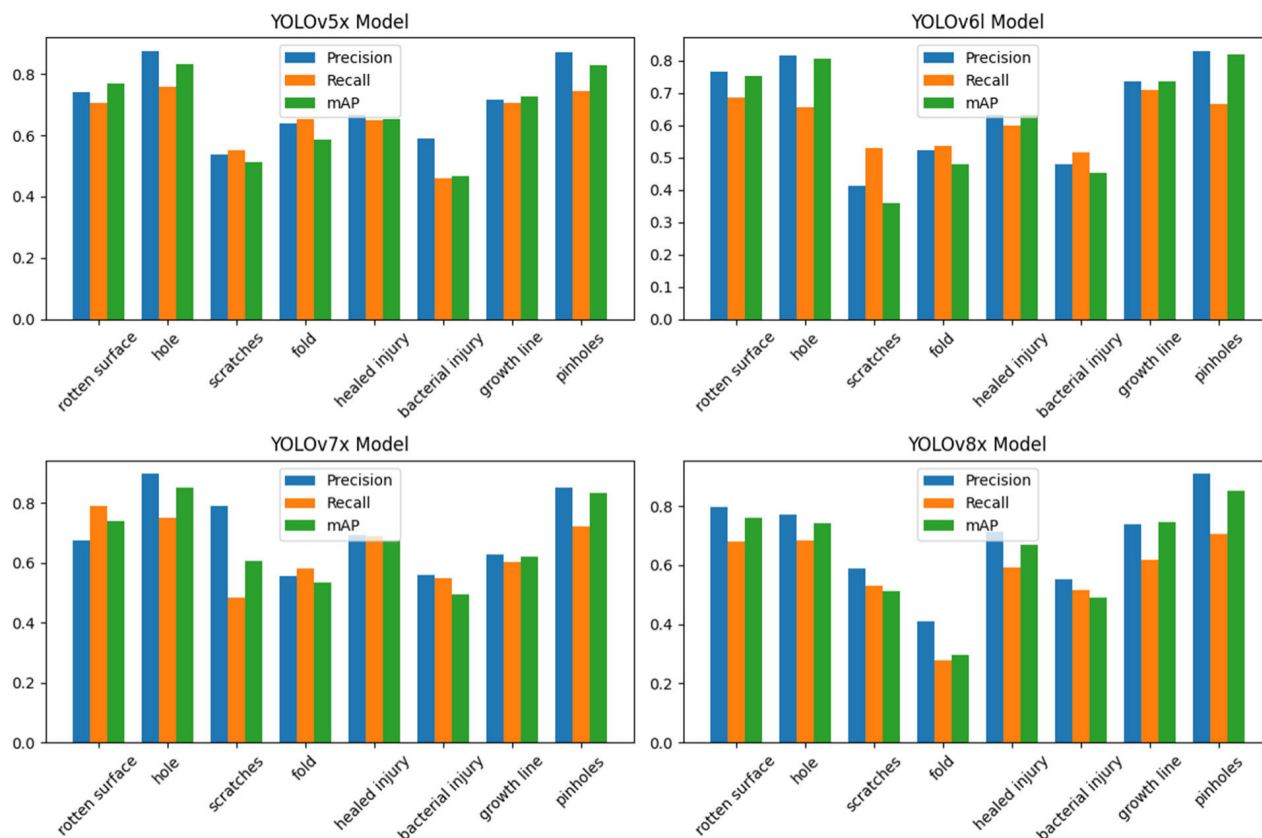 YOLOv5x Model
Precision
Recall
mAP
0.8
0.6
0.4
0.2
0.0
rotten surface
hole
scratches
fold
healed injury
bacterial injury
growth line
pinholes
YOLOv6l Model
Precision
Recall
mAP
0.8
0.7
0.6
0.5
0.4
0.3
0.2
0.1
0.0
rotten surface
hole
scratches
fold
healed injury
bacterial injury
growth line
pinholes
YOLOv7x Model
Precision
Recall
mAP
0.8
0.6
0.4
0.2
0.0
rotten surface
hole
scratches
fold
healed injury
bacterial injury
growth line
pinholes
YOLOv8x Model
Precision
Recall
mAP
0.8
0.6
0.4
0.2
0.0
rotten surface
hole
scratches
fold
healed injury
bacterial injury
growth line
pinholes